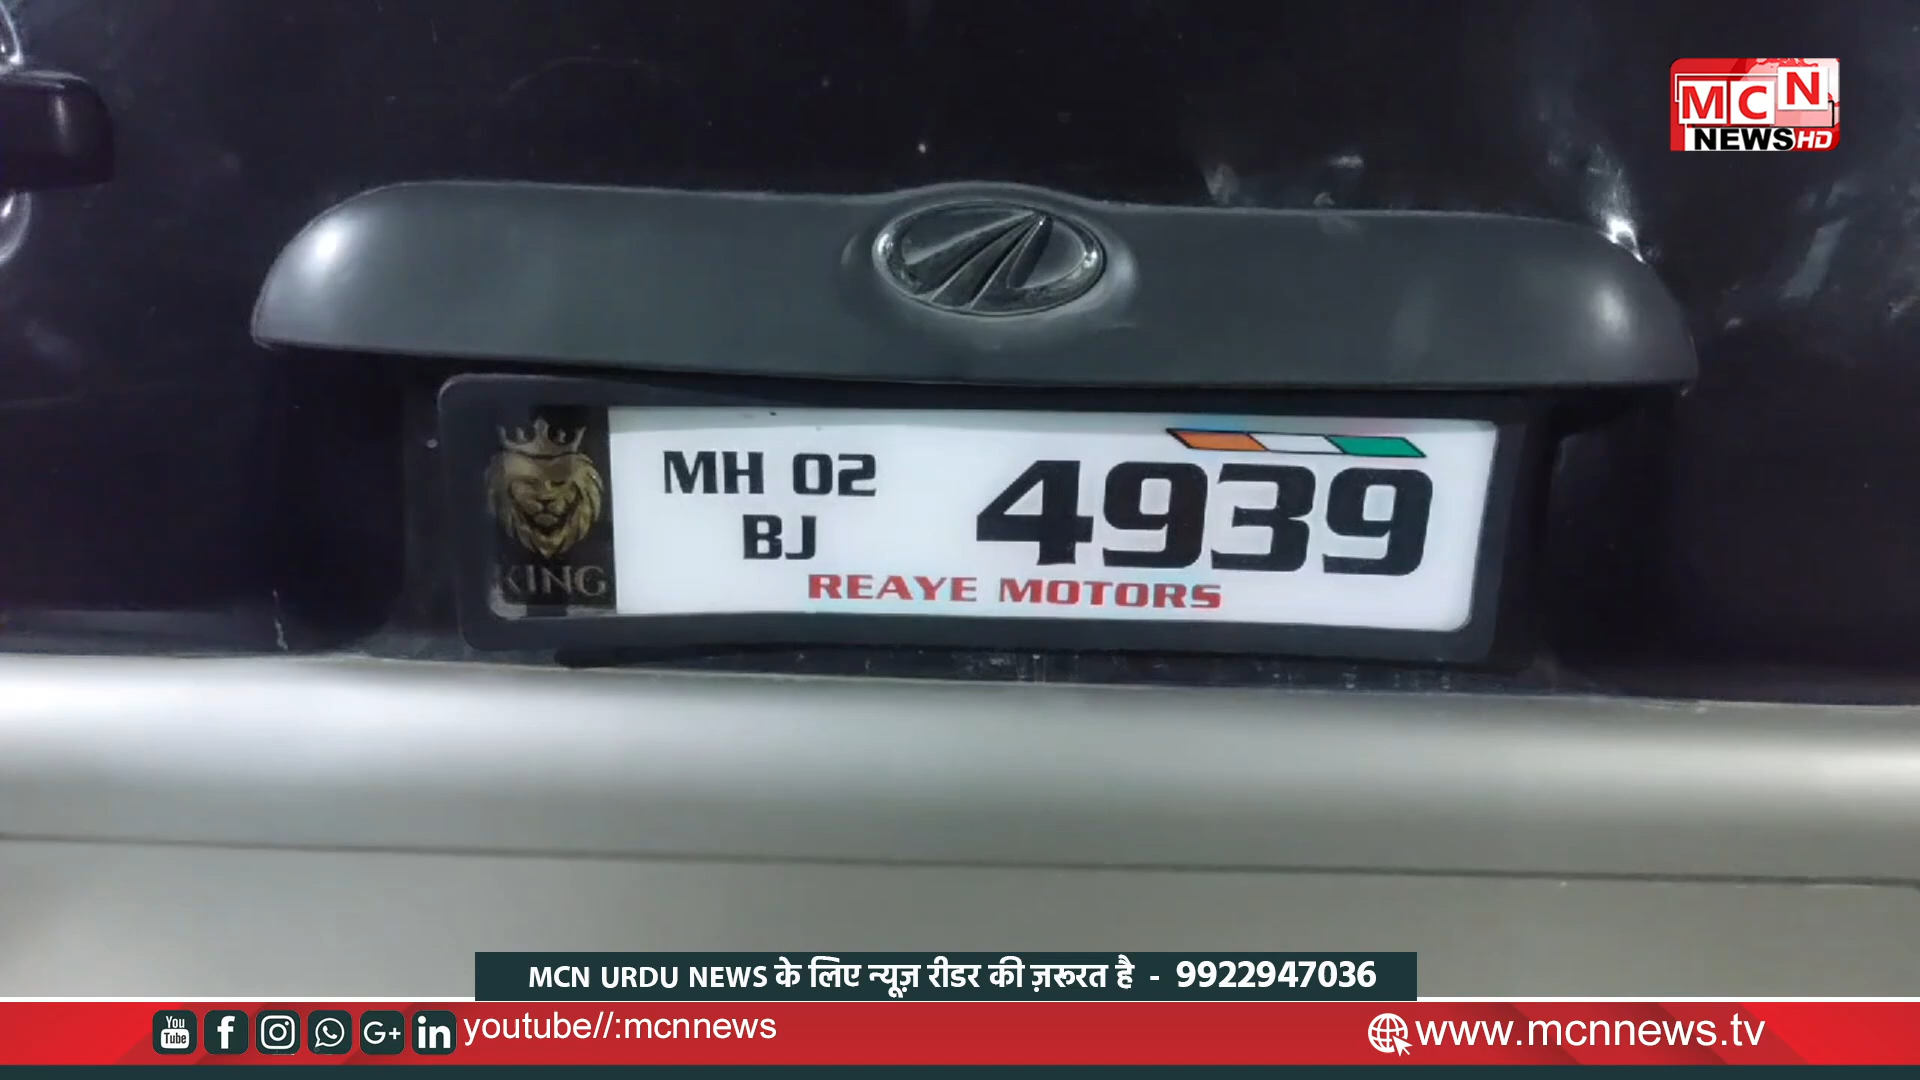 MCN
NEWS HD
MH 02
BJ
4939
KING
REAYE MOTORS
MCN URDU NEWS के लिए न्यूज़ रीडर की ज़रूरत है - 9922947036
You
Tube
G+
in
youtube//:mcnnews
www.mcnnews.tv